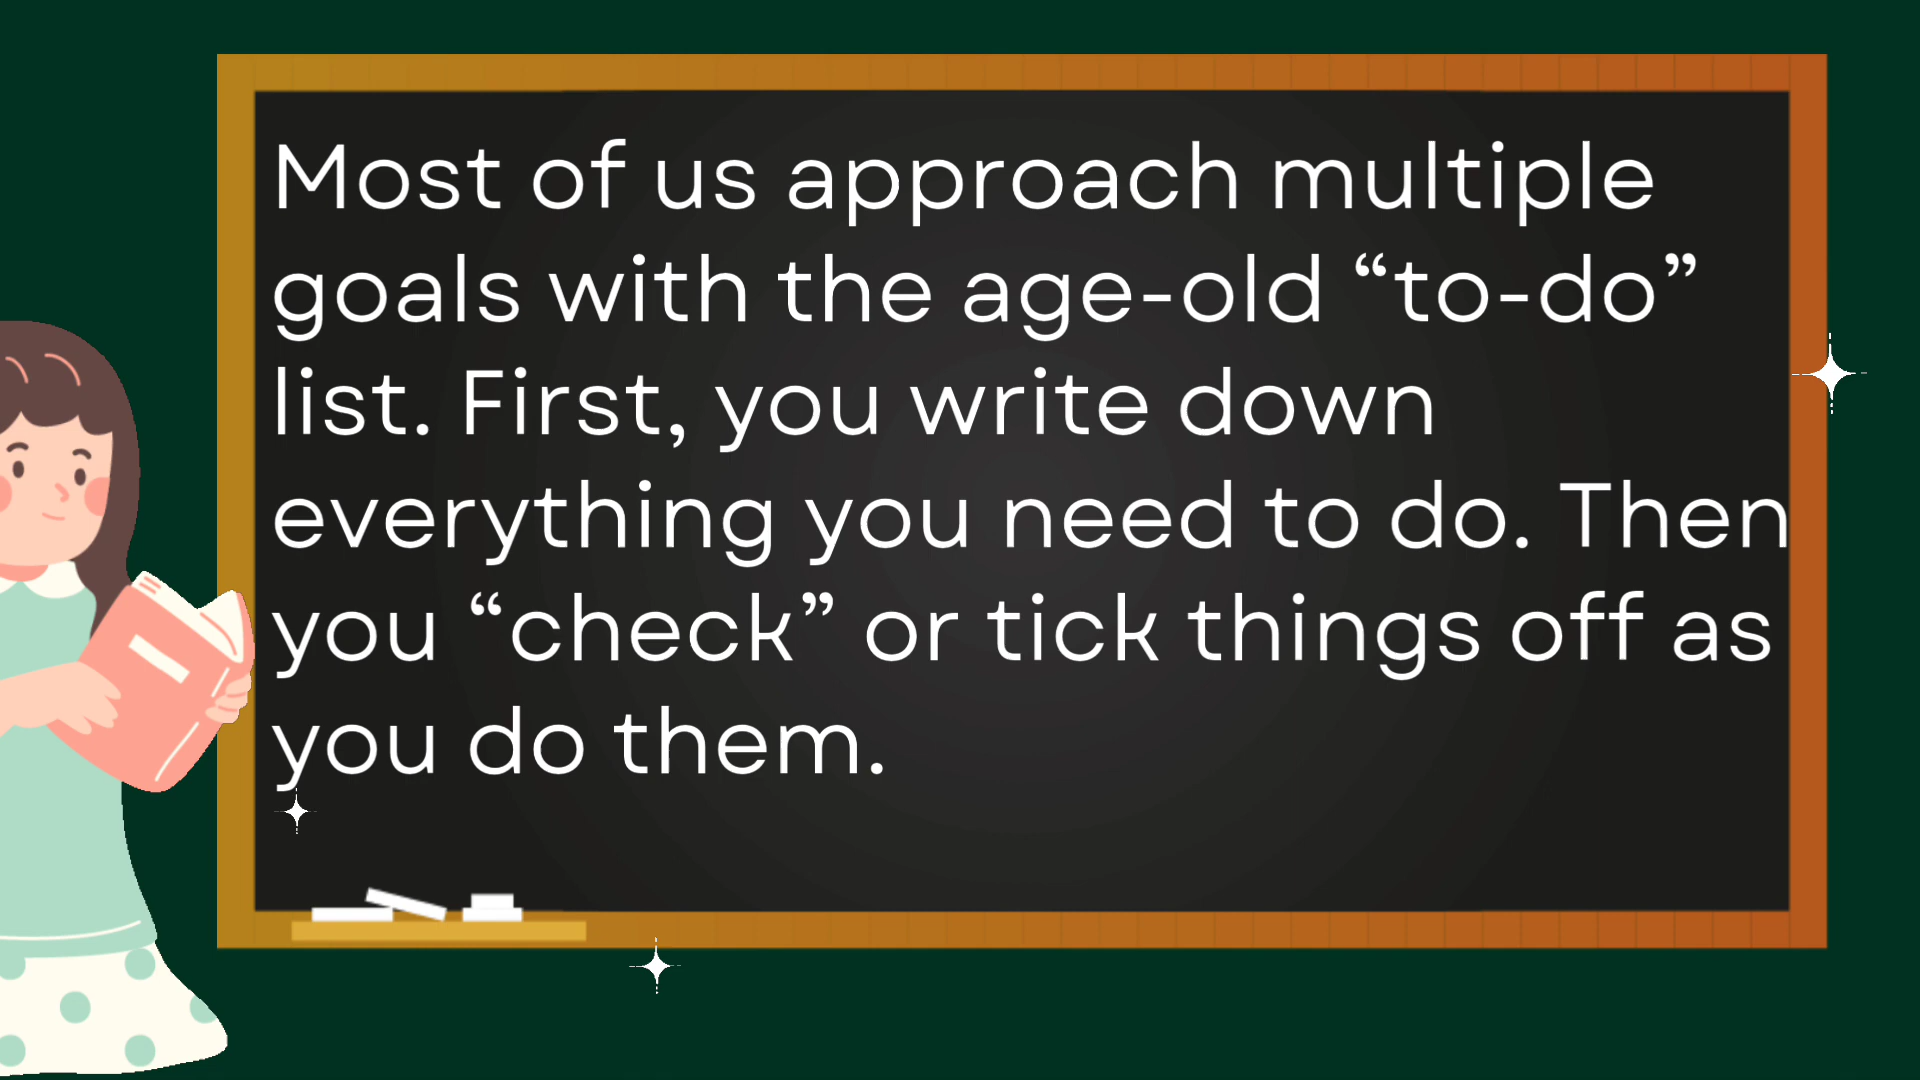 Most of us approach multiple
goals with the age-old “to-do”
list. First, you write down
everything you need to do. Then
you “check” or tick things off as
you do them.